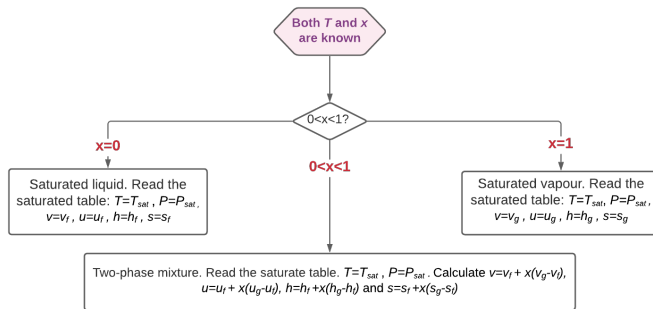 Both T and x
are known
0<x<1?
x=0
x=1
0<x<1
Saturated liquid. Read the
saturated table: T=Tsat , P=Psat ,
v=vf , u=uf , h=hf , s=sf
Saturated vapour. Read the
saturated table: T=Tsat, P=Psat ,
v=vg , u=ug , h=hg , s=sg
Two-phase mixture. Read the saturate table. T=Tsat , P=Psat . Calculate v=vf + x(vg-vf),
u=uf + x(ug-uf), h=hf +x(hg-hf) and s=sf +x(sg-sf)